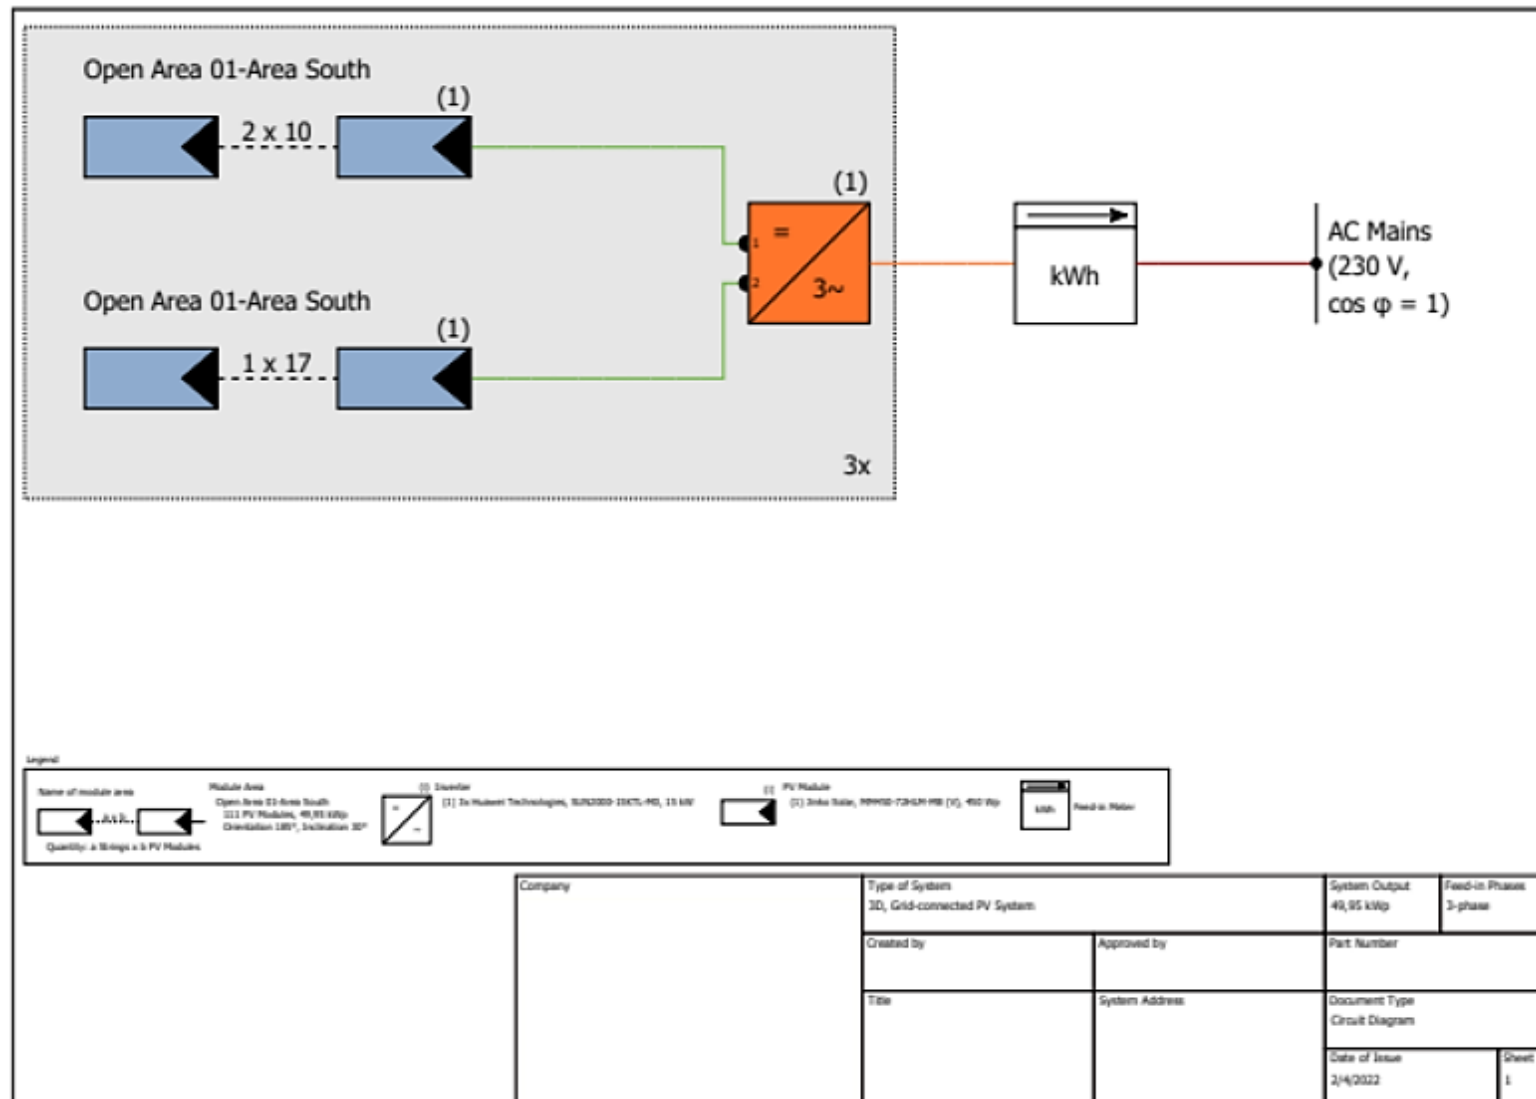 Open Area 01-Area South
(1)
2 x 10
(1)
1
=
2
3~
kWh
AC Mains
(230 V,
cos φ = 1)
Open Area 01-Area South
(1)
1 x 17
3x
Legend
Name of module area
a x b
Quantity: a Strings x b PV Modules
Module Area
Open Area 01-Area South
111 PV Modules, 49,95 kWp
Orientation 185°, Inclination 30°
(i) Inverter
=
~
(1) 3x Huawei Technologies, SUN2000-15KTL-M0, 15 kW
(i) PV Module
(1) Jinko Solar, 72HLM (V), 450 Wp
kWh
Feed-in Meter
Company
Type of System
3D, Grid-connected PV System
System Output
49,95 kWp
Feed-in Phases
3-phase
Created by
Approved by
Part Number
Title
System Address
Document Type
Circuit Diagram
Date of Issue
2/4/2022
Sheet
1